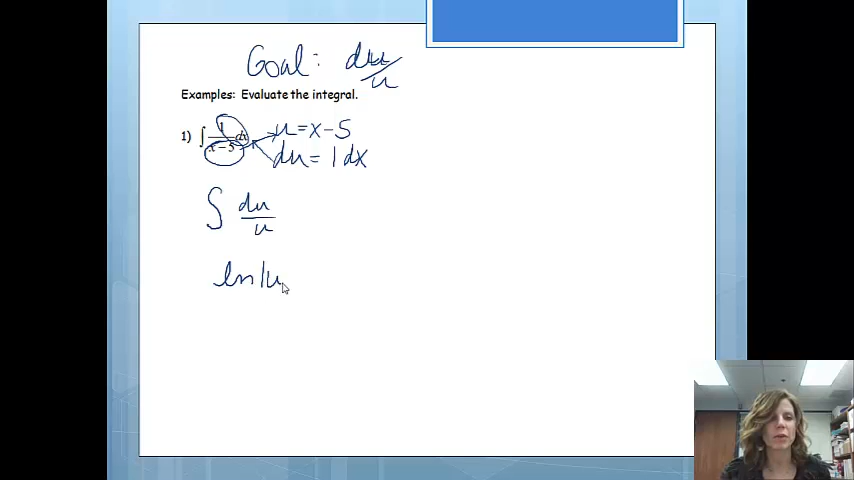 Goal: du/u
Examples: Evaluate the integral.
1) ∫ 1/(x-5) dx u = x-5
du = 1 dx
∫ du/u
ln|u